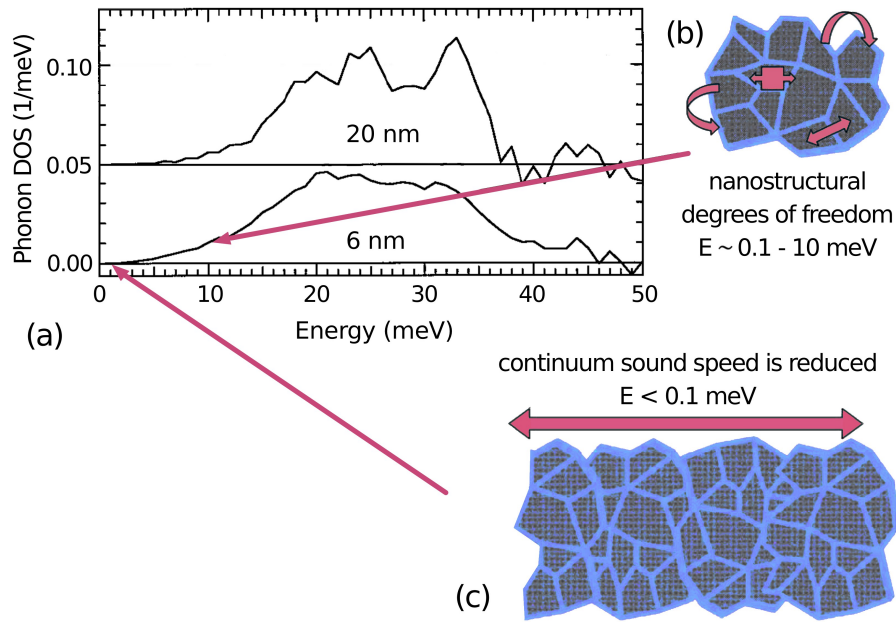 Phonon DOS (1/meV)
0.10
0.05
0.00
20 nm
6 nm
0
10
20
30
40
50
Energy (meV)
(a)
(b)
nanostructural
degrees of freedom
E ~ 0.1 - 10 meV
continuum sound speed is reduced
E < 0.1 meV
(c)